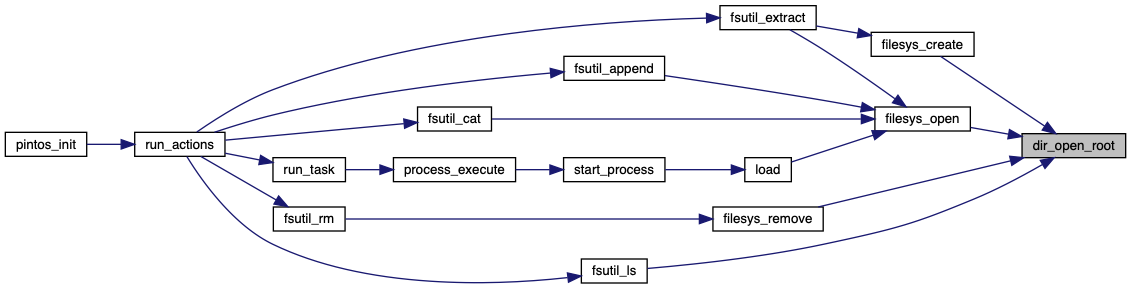 fsutil_extract
filesys_create
fsutil_append
fsutil_cat
filesys_open
pintos_init
run_actions
dir_open_root
run_task
process_execute
start_process
load
fsutil_rm
filesys_remove
fsutil_ls